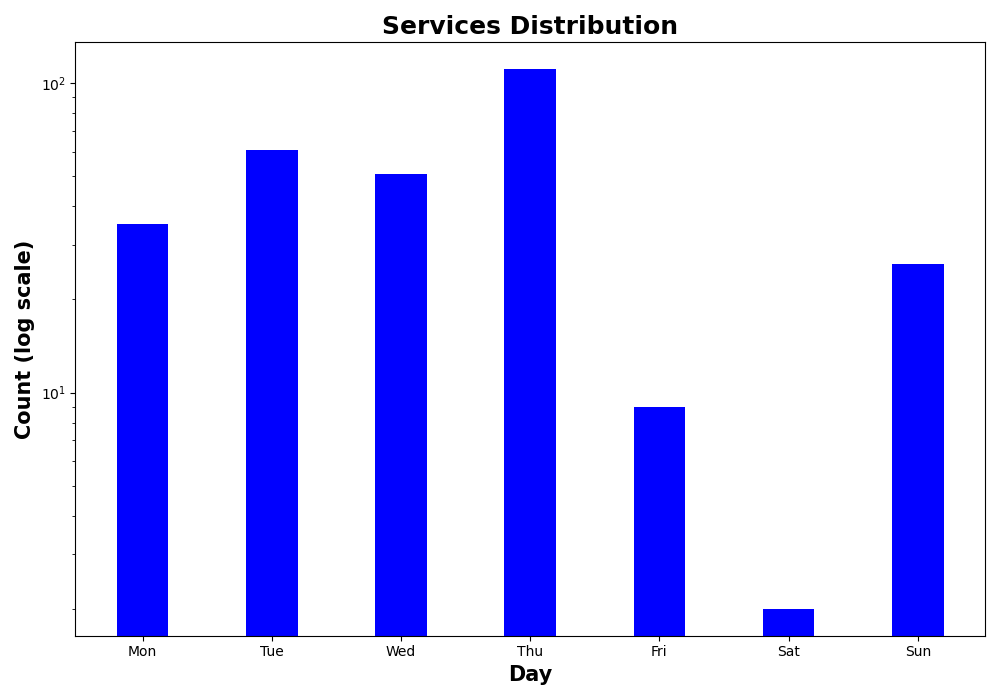 Services Distribution
Count (log scale)
10²
10¹
Mon Tue Wed Thu Fri Sat Sun
Day